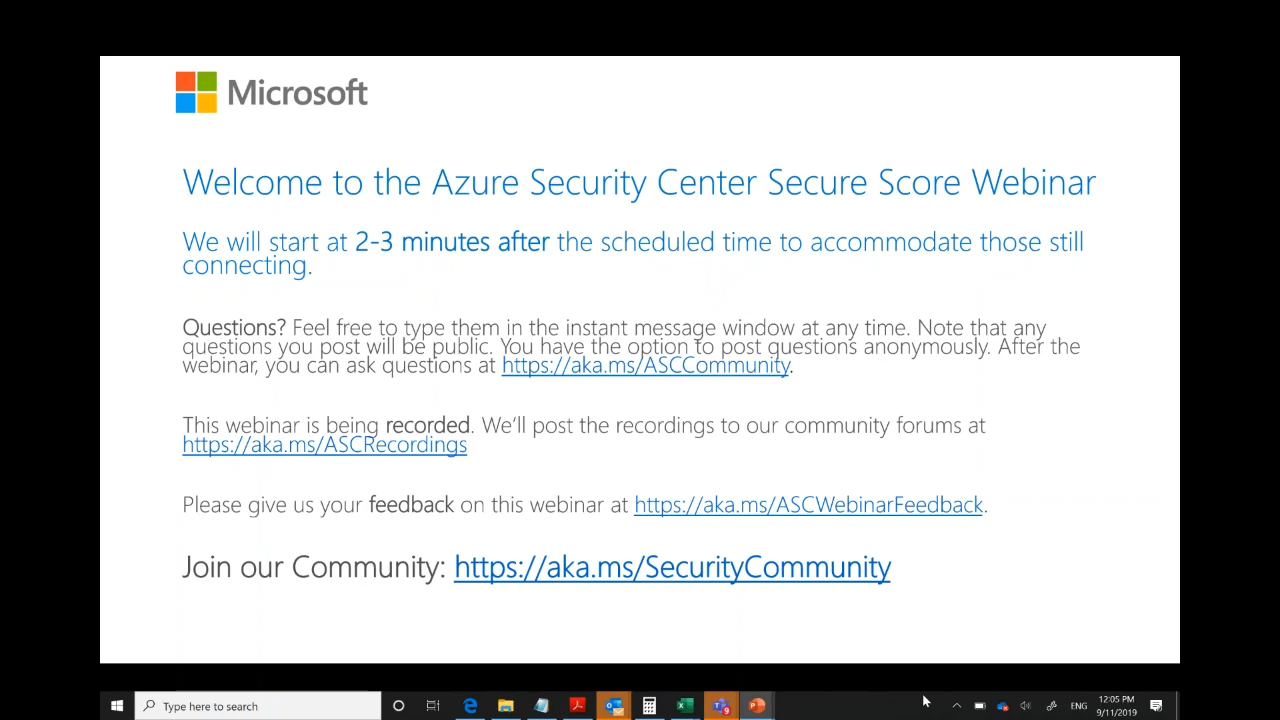 Microsoft
Welcome to the Azure Security Center Secure Score Webinar
We will start at 2-3 minutes after the scheduled time to accommodate those still
connecting.
Questions? Feel free to type them in the instant message window at any time. Note that any
questions you post will be public. You have the option to post questions anonymously. After the
webinar, you can ask questions at https://aka.ms/ASCCommunity.
This webinar is being recorded. We'll post the recordings to our community forums at
https://aka.ms/ASCRecordings
Please give us your feedback on this webinar at https://aka.ms/ASCWebinarFeedback.
Join our Community: https://aka.ms/SecurityCommunity
Type here to search
ENG
12:05 PM
9/11/2019